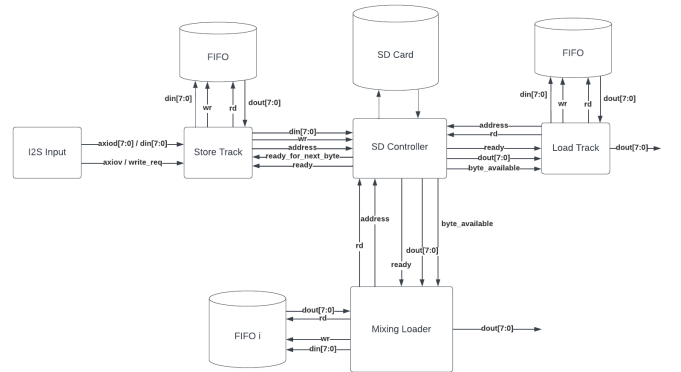 SD Card
FIFO
FIFO
din[7:0]
wr
rd
dout[7:0]
din[7:0]
wr
rd
dout[7:0]
I2S Input
axiod[7:0] / din[7:0]
axiov / write_req
Store Track
din[7:0]
wr
address
ready_for_next_byte
ready
SD Controller
address
rd
ready
dout[7:0]
byte_available
Load Track
dout[7:0]
address
rd
byte_available
dout[7:0]
ready
FIFO i
dout[7:0]
rd
wr
din[7:0]
Mixing Loader
dout[7:0]